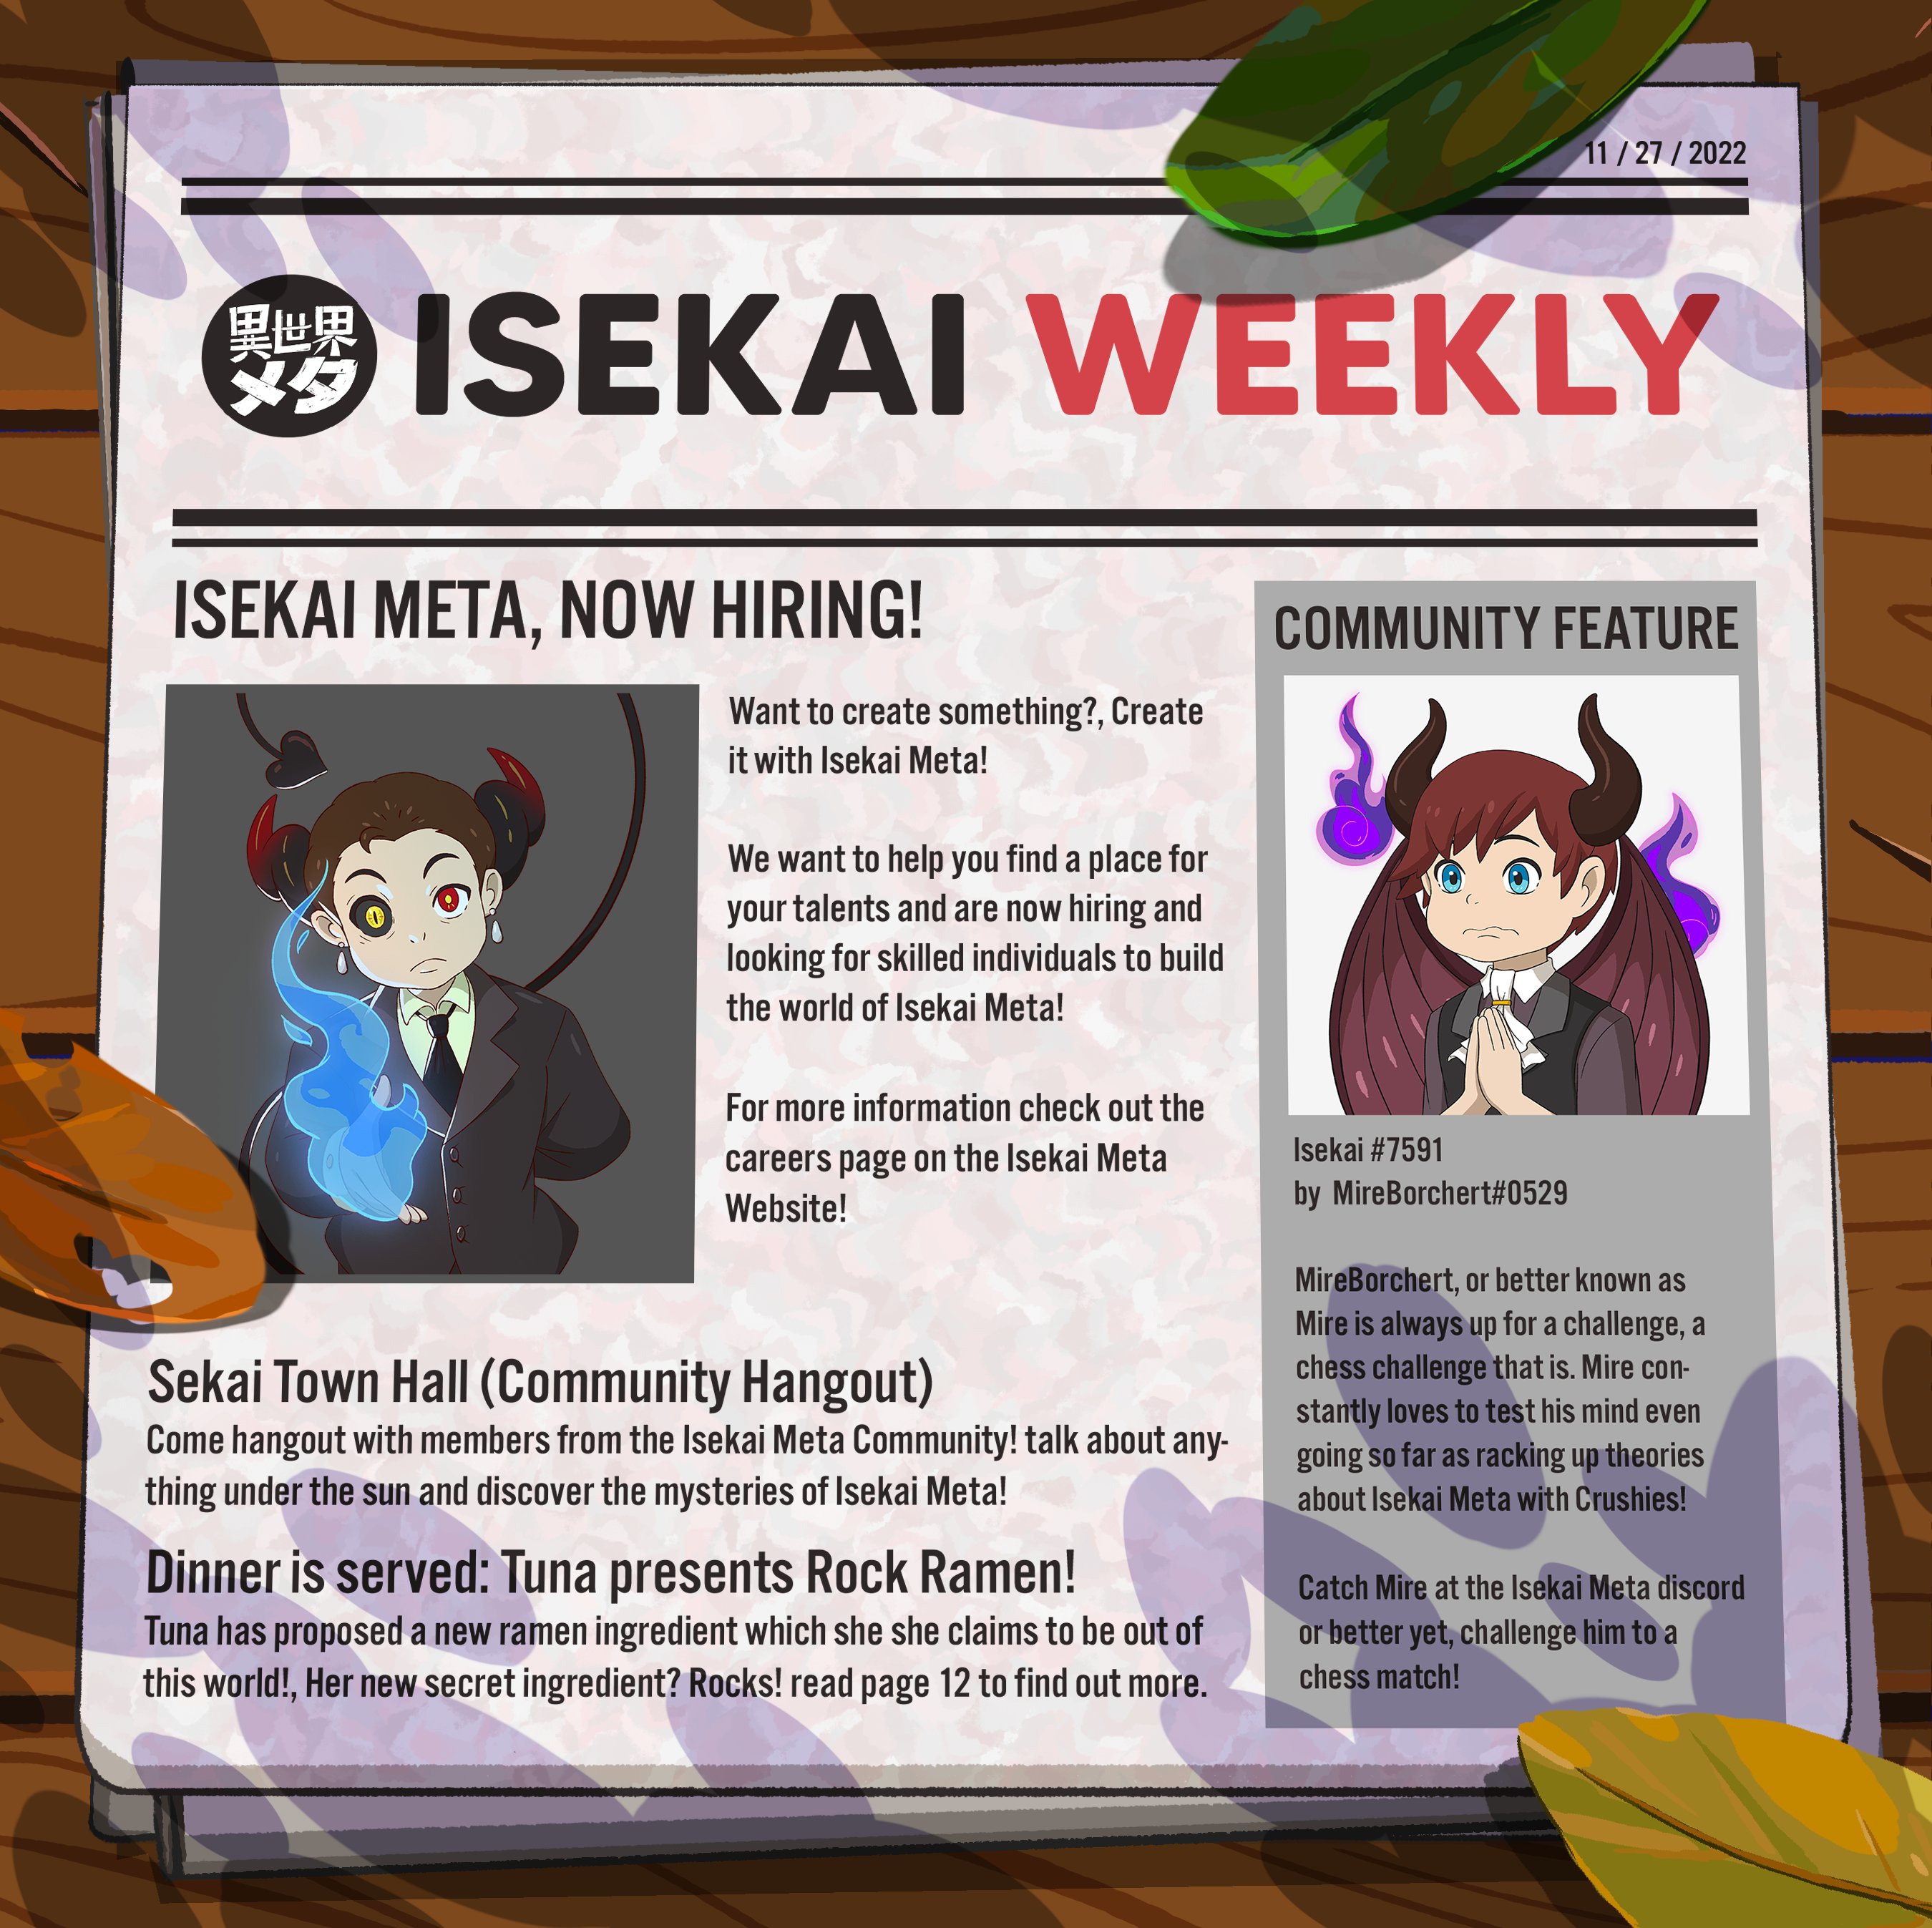 11 / 27 / 2022
異世界
メタ
ISEKAI WEEKLY
ISEKAI META, NOW HIRING!
Want to create something?, Create
it with Isekai Meta!
We want to help you find a place for
your talents and are now hiring and
looking for skilled individuals to build
the world of Isekai Meta!
For more information check out the
careers page on the Isekai Meta
Website!
Sekai Town Hall (Community Hangout)
Come hangout with members from the Isekai Meta Community! talk about any-
thing under the sun and discover the mysteries of Isekai Meta!
Dinner is served: Tuna presents Rock Ramen!
Tuna has proposed a new ramen ingredient which she she claims to be out of
this world!, Her new secret ingredient? Rocks! read page 12 to find out more.
COMMUNITY FEATURE
Isekai #7591
by MireBorchert#0529
MireBorchert, or better known as
Mire is always up for a challenge, a
chess challenge that is. Mire con-
stantly loves to test his mind even
going so far as racking up theories
about Isekai Meta with Crushies!
Catch Mire at the Isekai Meta discord
or better yet, challenge him to a
chess match!